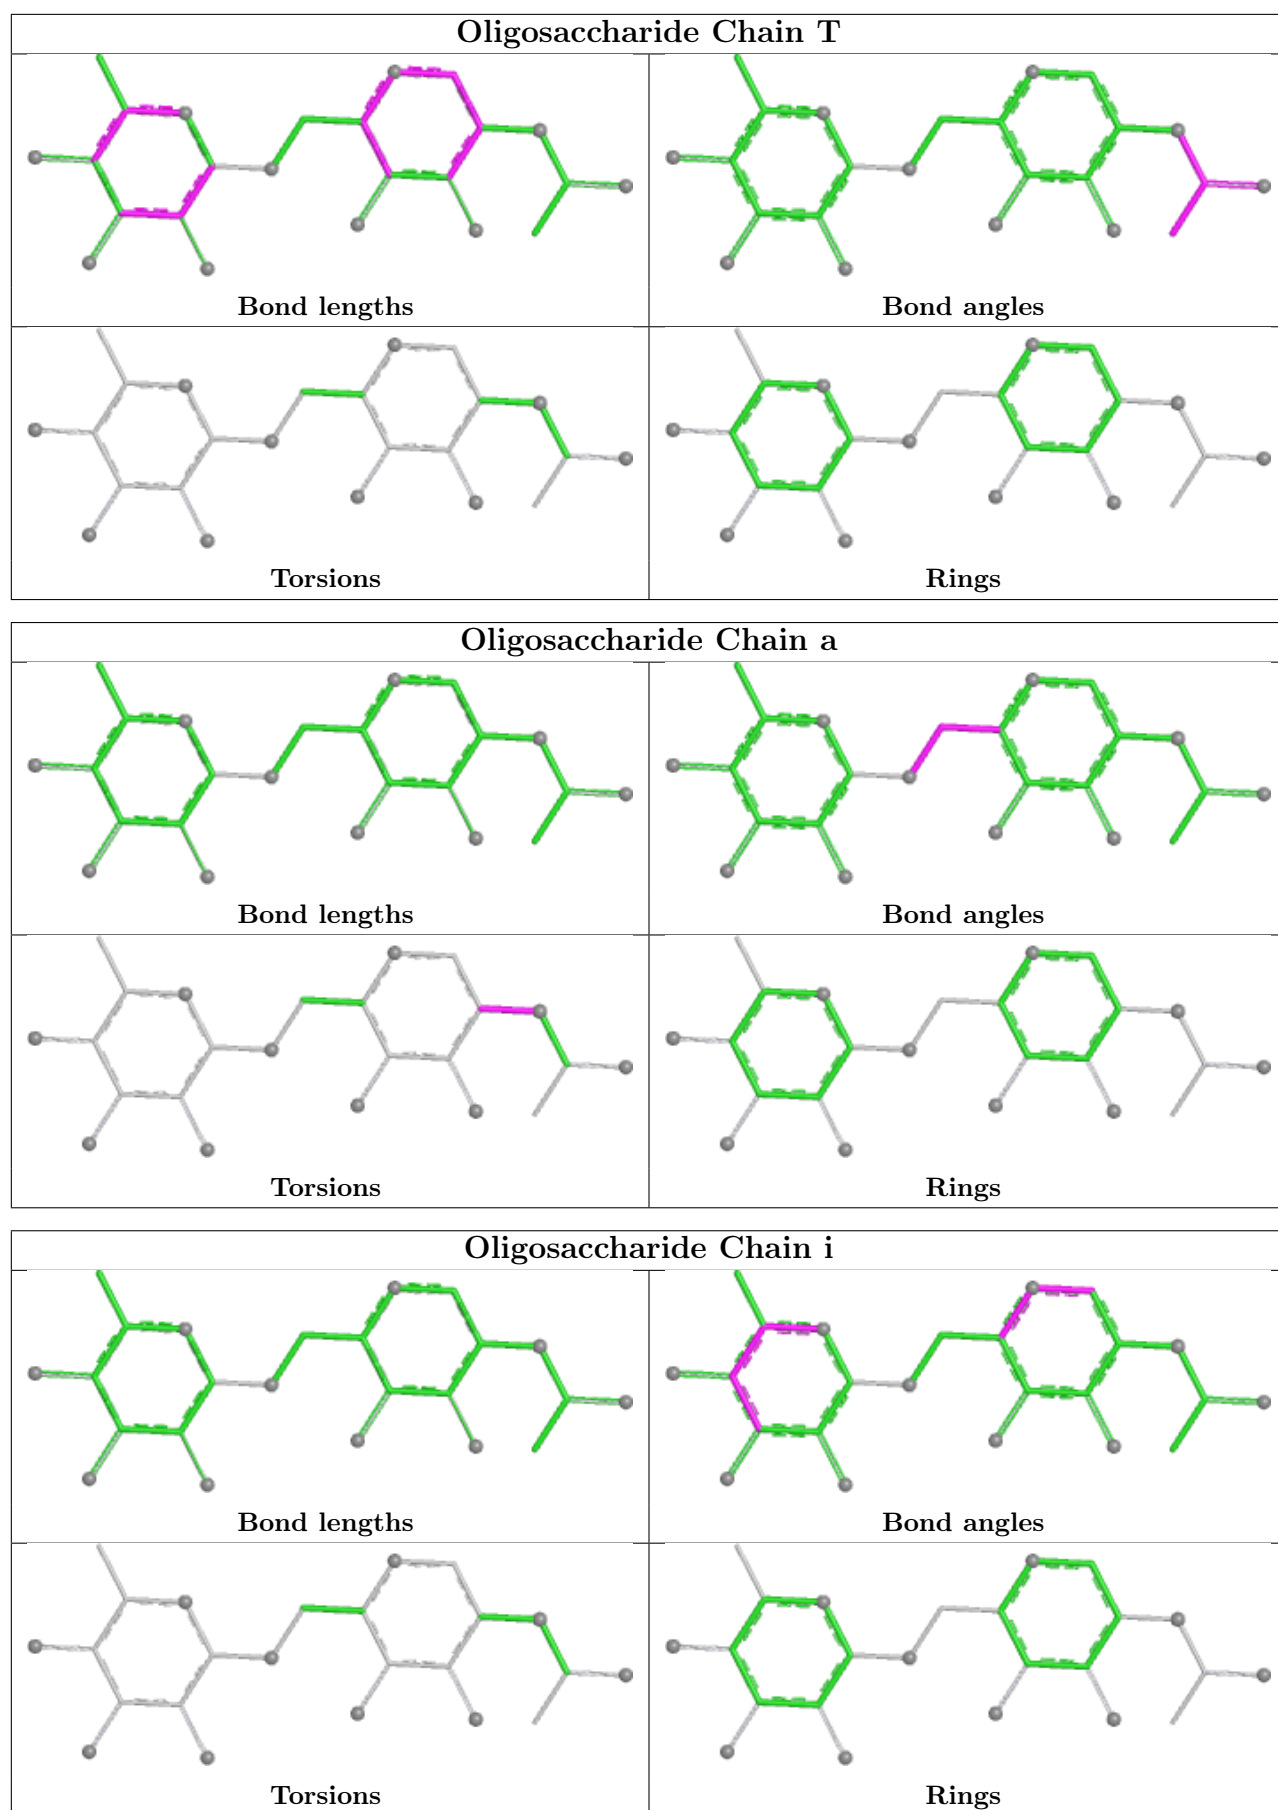 Oligosaccharide Chain T
Bond lengths
Bond angles
Torsions
Rings
Oligosaccharide Chain a
Bond lengths
Bond angles
Torsions
Rings
Oligosaccharide Chain i
Bond lengths
Bond angles
Torsions
Rings